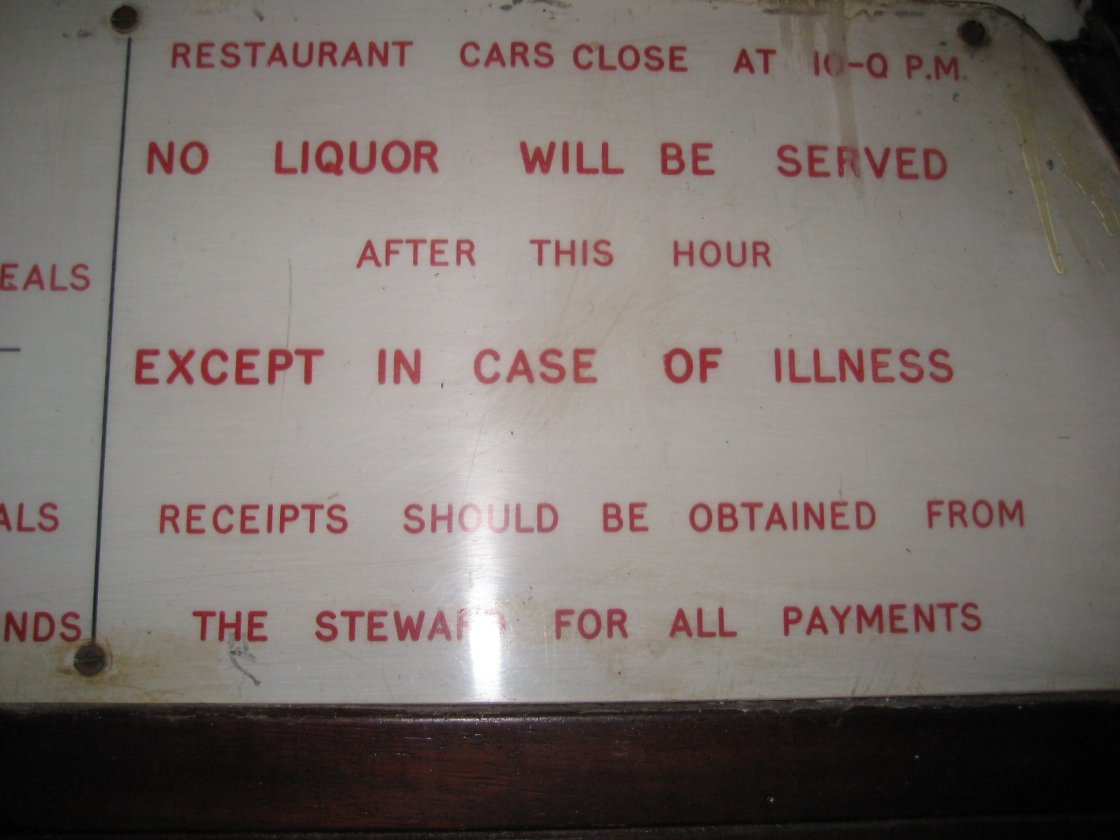 RESTAURANT CARS CLOSE AT 10-0 P.M.
NO LIQUOR WILL BE SERVED
AFTER THIS HOUR
EXCEPT IN CASE OF ILLNESS
RECEIPTS SHOULD BE OBTAINED FROM
THE STEWARD FOR ALL PAYMENTS
EALS
ALS
NDS